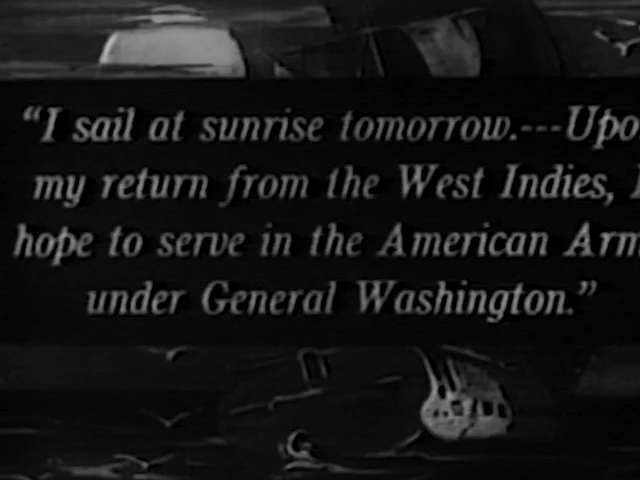 “I sail at sunrise tomorrow.---Upo
my return from the West Indies,
hope to serve in the American Arm
under General Washington.”